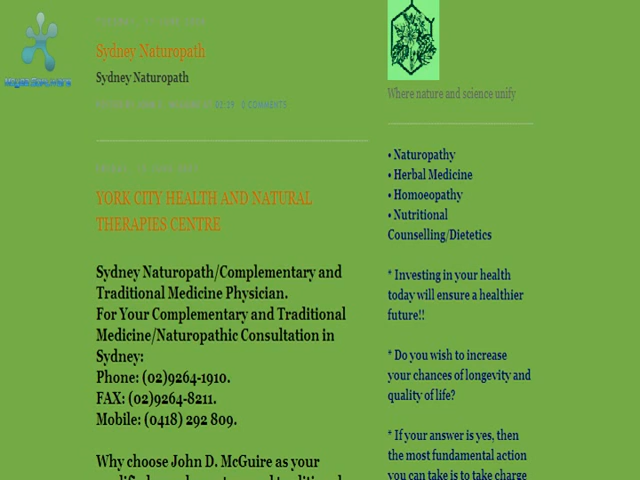 Sydney Naturopath
Sydney Naturopath
02:19 0 COMMENTS
YORK CITY HEALTH AND NATURAL
THERAPIES CENTRE
Sydney Naturopath/Complementary and
Traditional Medicine Physician.
For Your Complementary and Traditional
Medicine/Naturopathic Consultation in
Sydney:
Phone: (02)9264-1910.
FAX: (02)9264-8211.
Mobile: (0418) 292 809.
Why choose John D. McGuire as your
Where nature and science unify
• Naturopathy
• Herbal Medicine
• Homoeopathy
• Nutritional
Counselling/Dietetics
* Investing in your health
today will ensure a healthier
future!!
* Do you wish to increase
your chances of longevity and
quality of life?
* If your answer is yes, then
the most fundamental action
you can take is to take charge